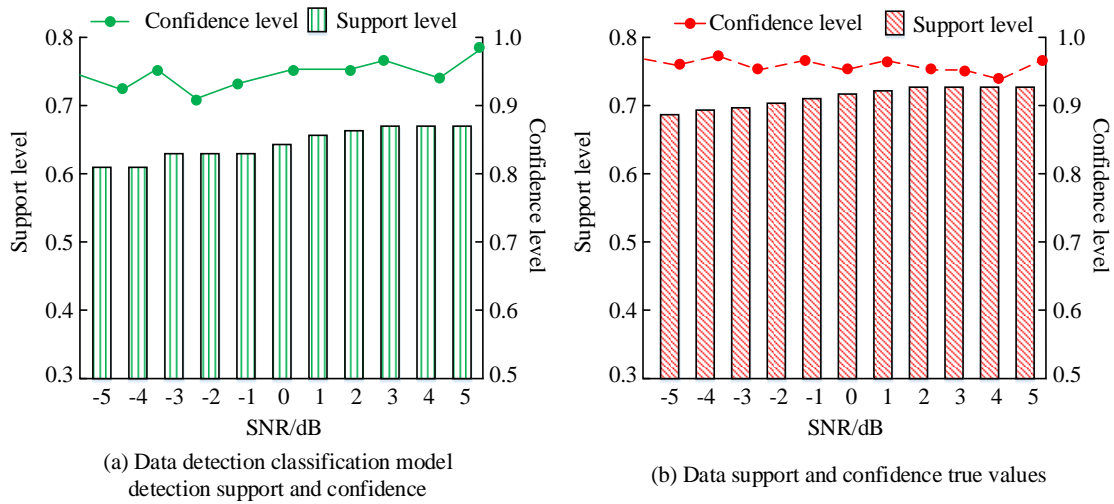 Confidence level
Support level
0.8
0.7
0.6
0.5
0.4
0.3
Support level
1.0
0.9
0.8
0.7
0.6
0.5
Confidence level
-5 -4 -3 -2 -1 0 1 2 3 4 5
SNR/dB
(a) Data detection classification model
detection support and confidence
Confidence level
Support level
0.8
0.7
0.6
0.5
0.4
0.3
Support level
1.0
0.9
0.8
0.7
0.6
0.5
Confidence level
-5 -4 -3 -2 -1 0 1 2 3 4 5
SNR/dB
(b) Data support and confidence true values